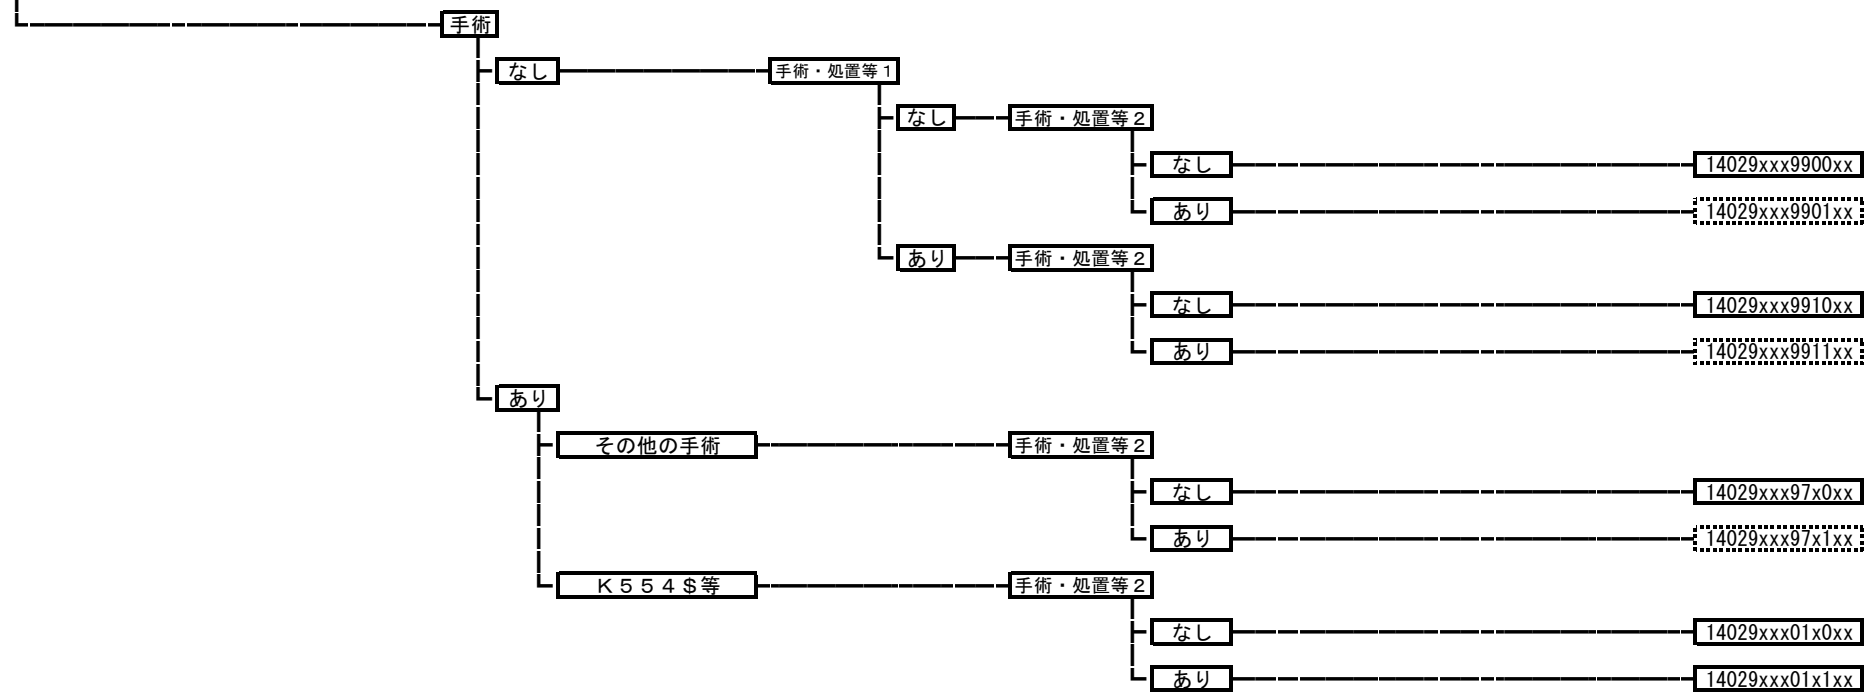 手術
なし
手術・処置等１
なし
手術・処置等２
なし
14029xxx9900xx
あり
14029xxx9901xx
あり
手術・処置等２
なし
14029xxx9910xx
あり
14029xxx9911xx
あり
その他の手術
手術・処置等２
なし
14029xxx97x0xx
あり
14029xxx97x1xx
Ｋ５５４＄等
手術・処置等２
なし
14029xxx01x0xx
あり
14029xxx01x1xx